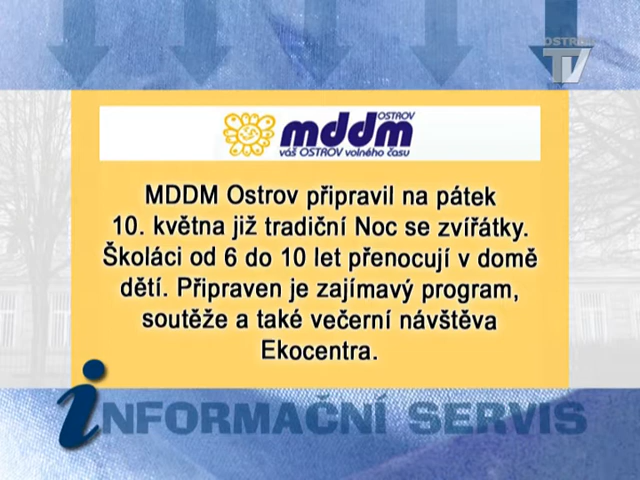 OSTROV
TV
OSTROV
mddm
váš OSTROV volného času
MDDM Ostrov připravil na pátek
10. května již tradiční Noc se zvířátky.
Školáci od 6 do 10 let přenocují v domě
dětí. Připraven je zajímavý program,
soutěže a také večerní návštěva
Ekocentra.
iNFORMAČNÍ SERVIS